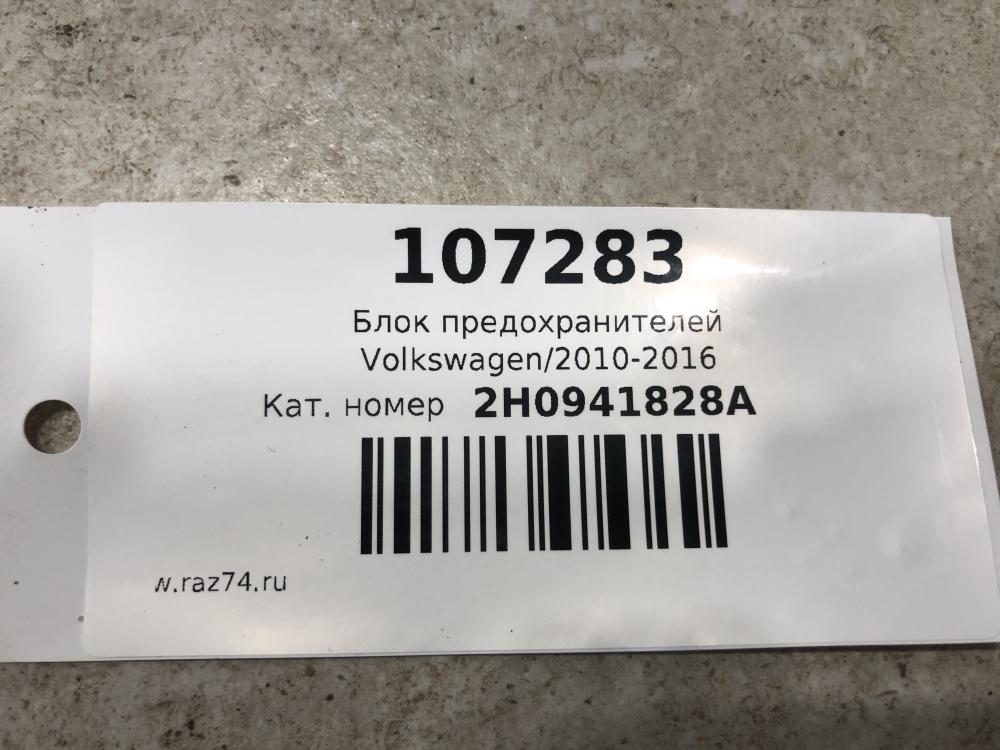 107283
Блок предохранителей
Volkswagen/2010-2016
Кат. номер 2H0941828A
w.raz74.ru